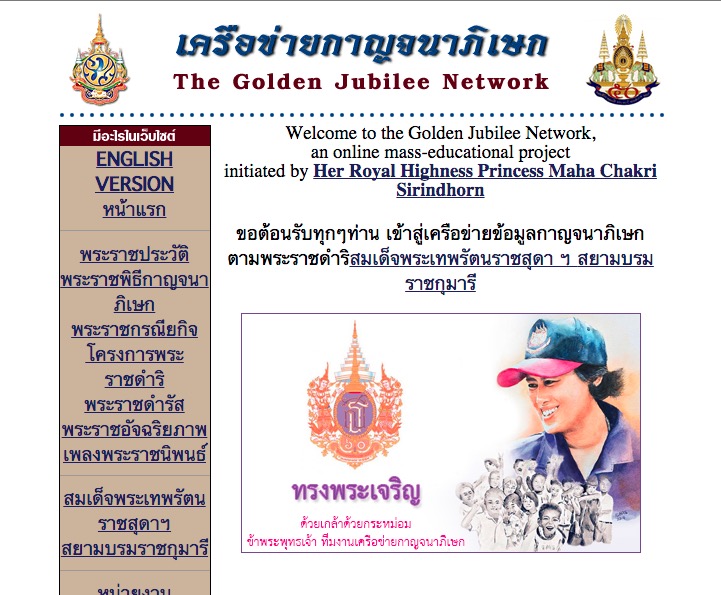 เครือข่ายกาญจนาภิเษก
The Golden Jubilee Network
มีอะไรในเว็บไซต์
ENGLISH
VERSION
หน้าแรก
พระราชประวัติ
พระราชพิธีกาญจนา
ภิเษก
พระราชกรณียกิจ
โครงการพระ
ราชดำริ
พระราชดำรัส
พระราชอัจฉริยภาพ
เพลงพระราชนิพนธ์
สมเด็จพระเทพรัตน
ราชสุดาฯ
สยามบรมราชกุมารี
หน่วยงาน
Welcome to the Golden Jubilee Network,
an online mass-educational project
initiated by Her Royal Highness Princess Maha Chakri
Sirindhorn
ขอต้อนรับทุกๆท่าน เข้าสู่เครือข่ายข้อมูลกาญจนาภิเษก
ตามพระราชดำริสมเด็จพระเทพรัตนราชสุดา ฯ สยามบรม
ราชกุมารี
ทรงพระเจริญ
ด้วยเกล้าด้วยกระหม่อม
ข้าพระพุทธเจ้า ทีมงานเครือข่ายกาญจนาภิเษก